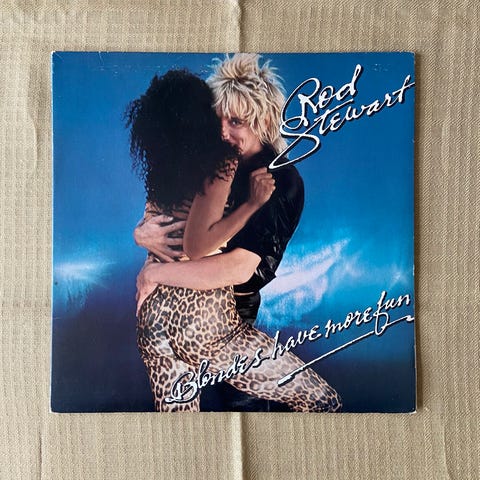 Rod
Stewart
Blondes have more fun